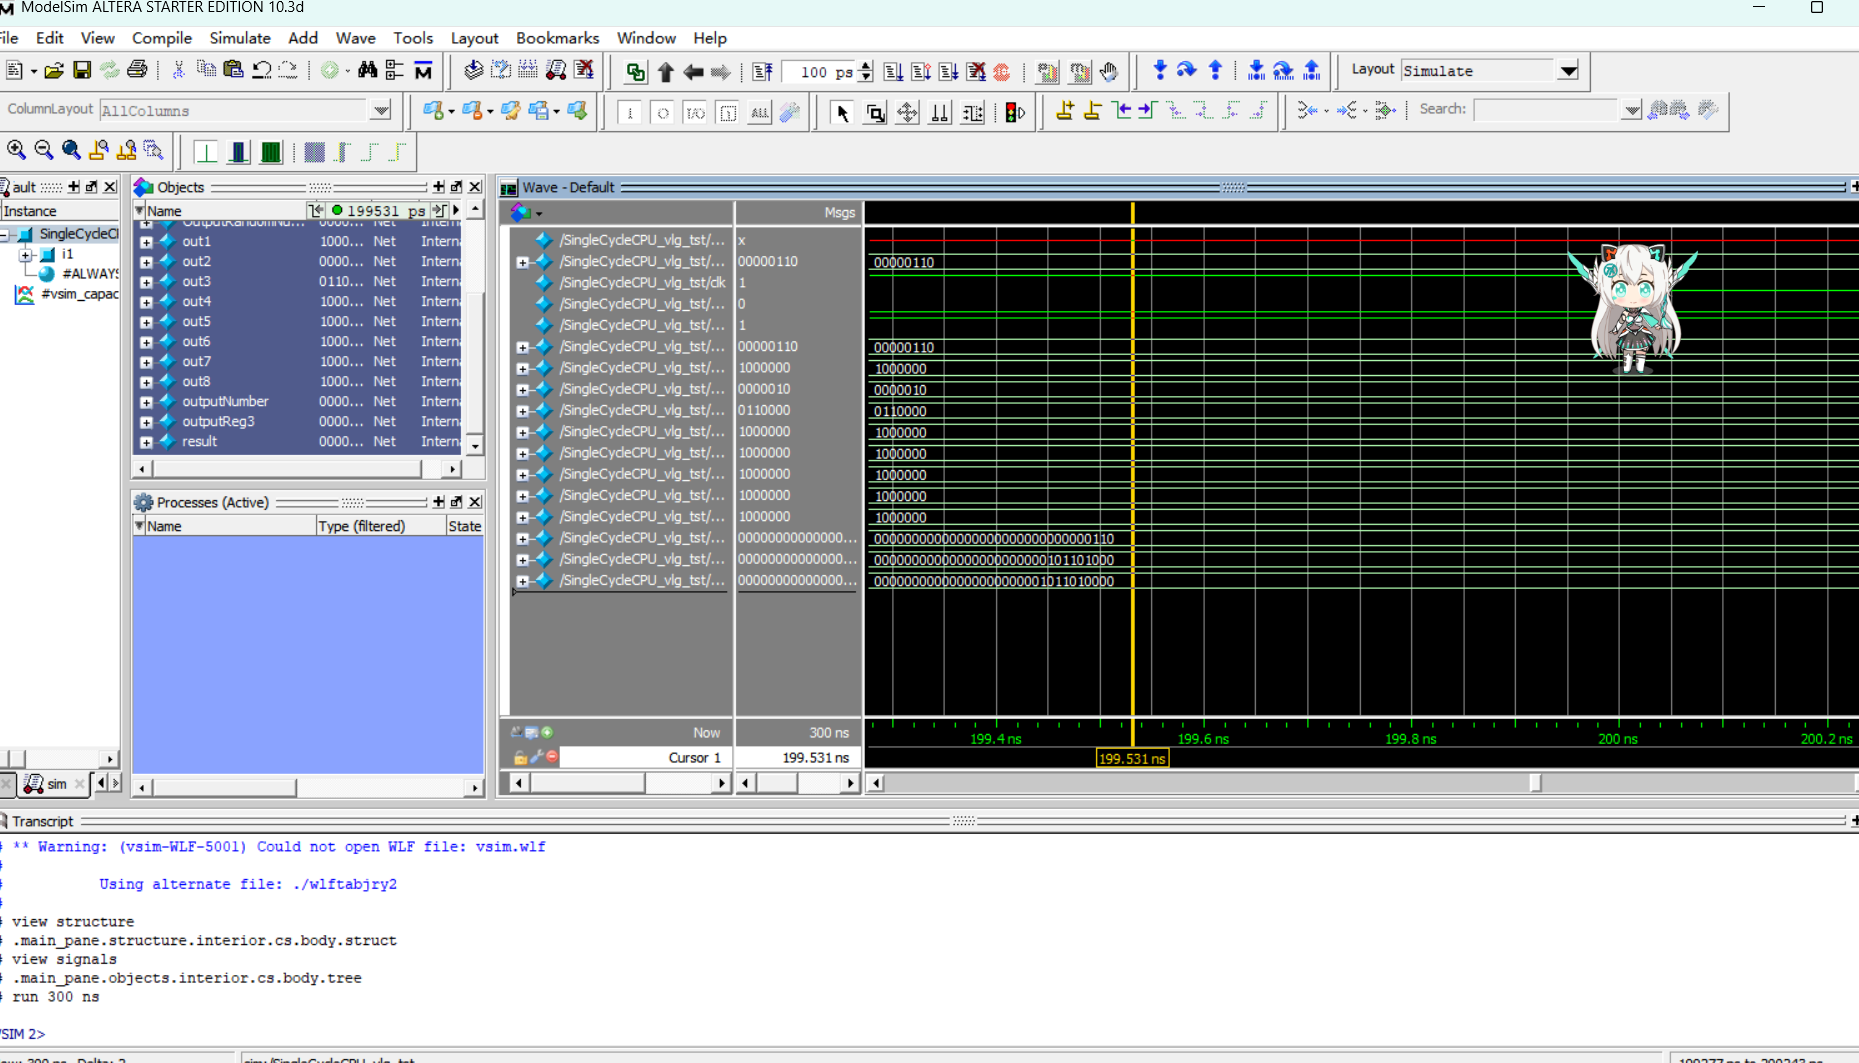 ModelSim ALTERA STARTER EDITION 10.3d
File Edit View Compile Simulate Add Wave Tools Layout Bookmarks Window Help
100 ps
Layout Simulate
ColumnLayout AllColumns
Search:
ault
Instance
SingleCycleCl
i1
#ALWAYS
#vsim_capac
sim
Objects
Name 199531 ps
out1 1000... Net Intern
out2 0000... Net Intern
out3 0110... Net Intern
out4 1000... Net Intern
out5 1000... Net Intern
out6 1000... Net Intern
out7 1000... Net Intern
out8 1000... Net Intern
outputNumber 0000... Net Intern
outputReg3 0000... Net Intern
result 0000... Net Intern
Processes (Active)
Name Type (filtered) State
Wave - Default
Msgs
/SingleCycleCPU_vlg_tst/... x
/SingleCycleCPU_vlg_tst/... 00000110 00000110
/SingleCycleCPU_vlg_tst/clk 1
/SingleCycleCPU_vlg_tst/... 0
/SingleCycleCPU_vlg_tst/... 1
/SingleCycleCPU_vlg_tst/... 00000110 00000110
/SingleCycleCPU_vlg_tst/... 1000000 1000000
/SingleCycleCPU_vlg_tst/... 0000010 0000010
/SingleCycleCPU_vlg_tst/... 0110000 0110000
/SingleCycleCPU_vlg_tst/... 1000000 1000000
/SingleCycleCPU_vlg_tst/... 1000000 1000000
/SingleCycleCPU_vlg_tst/... 1000000 1000000
/SingleCycleCPU_vlg_tst/... 1000000 1000000
/SingleCycleCPU_vlg_tst/... 1000000 1000000
/SingleCycleCPU_vlg_tst/... 00000000000000... 00000000000000000000000000000110
/SingleCycleCPU_vlg_tst/... 00000000000000... 00000000000000000000000101101000
/SingleCycleCPU_vlg_tst/... 00000000000000... 00000000000000000000001011010000
Now 300 ns
Cursor 1 199.531 ns
199.4 ns 199.6 ns 199.8 ns 200 ns 200.2 ns
199.531 ns
Transcript
# ** Warning: (vsim-WLF-5001) Could not open WLF file: vsim.wlf
#
# Using alternate file: ./wlftabjry2
#
# view structure
# .main_pane.structure.interior.cs.body.struct
# view signals
# .main_pane.objects.interior.cs.body.tree
# run 300 ns
VSIM 2>